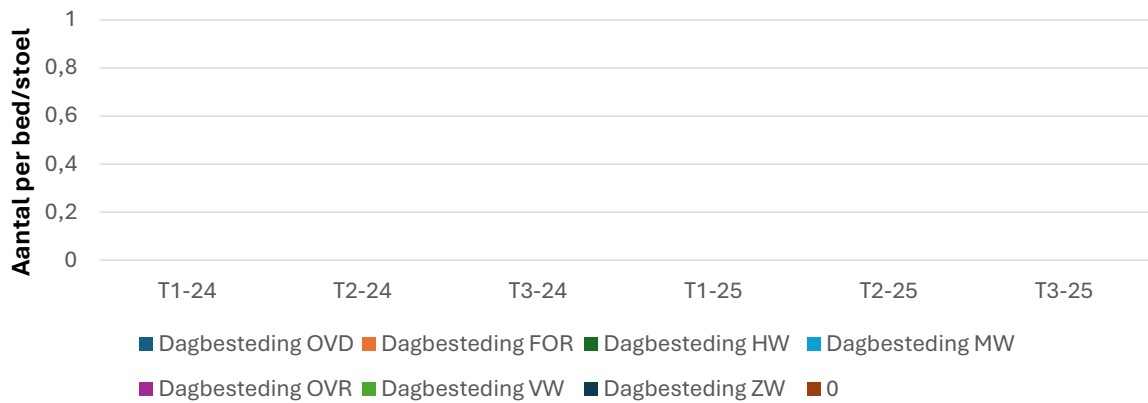 Aantal per bed/stoel
1
0,8
0,6
0,4
0,2
0
T1-24 T2-24 T3-24 T1-25 T2-25 T3-25
Dagbesteding OVD Dagbesteding FOR Dagbesteding HW Dagbesteding MW
Dagbesteding OVR Dagbesteding VW Dagbesteding ZW 0